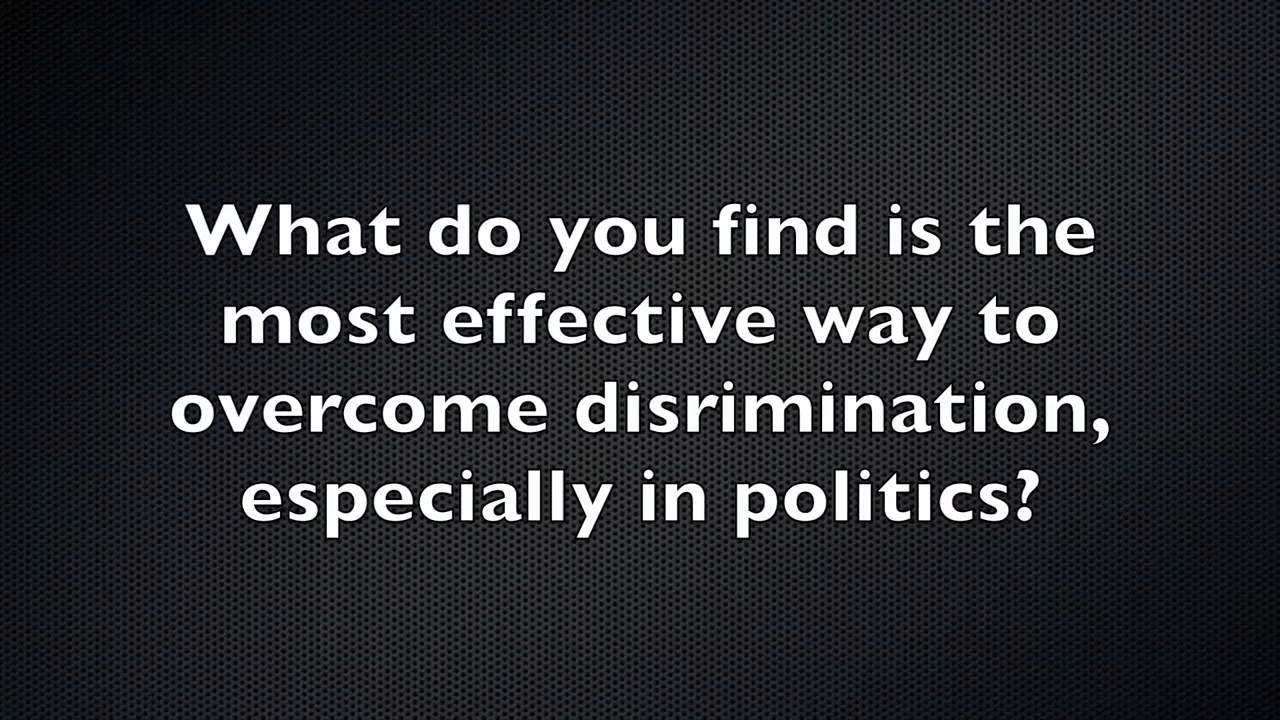 What do you find is the
most effective way to
overcome disrimination,
especially in politics?